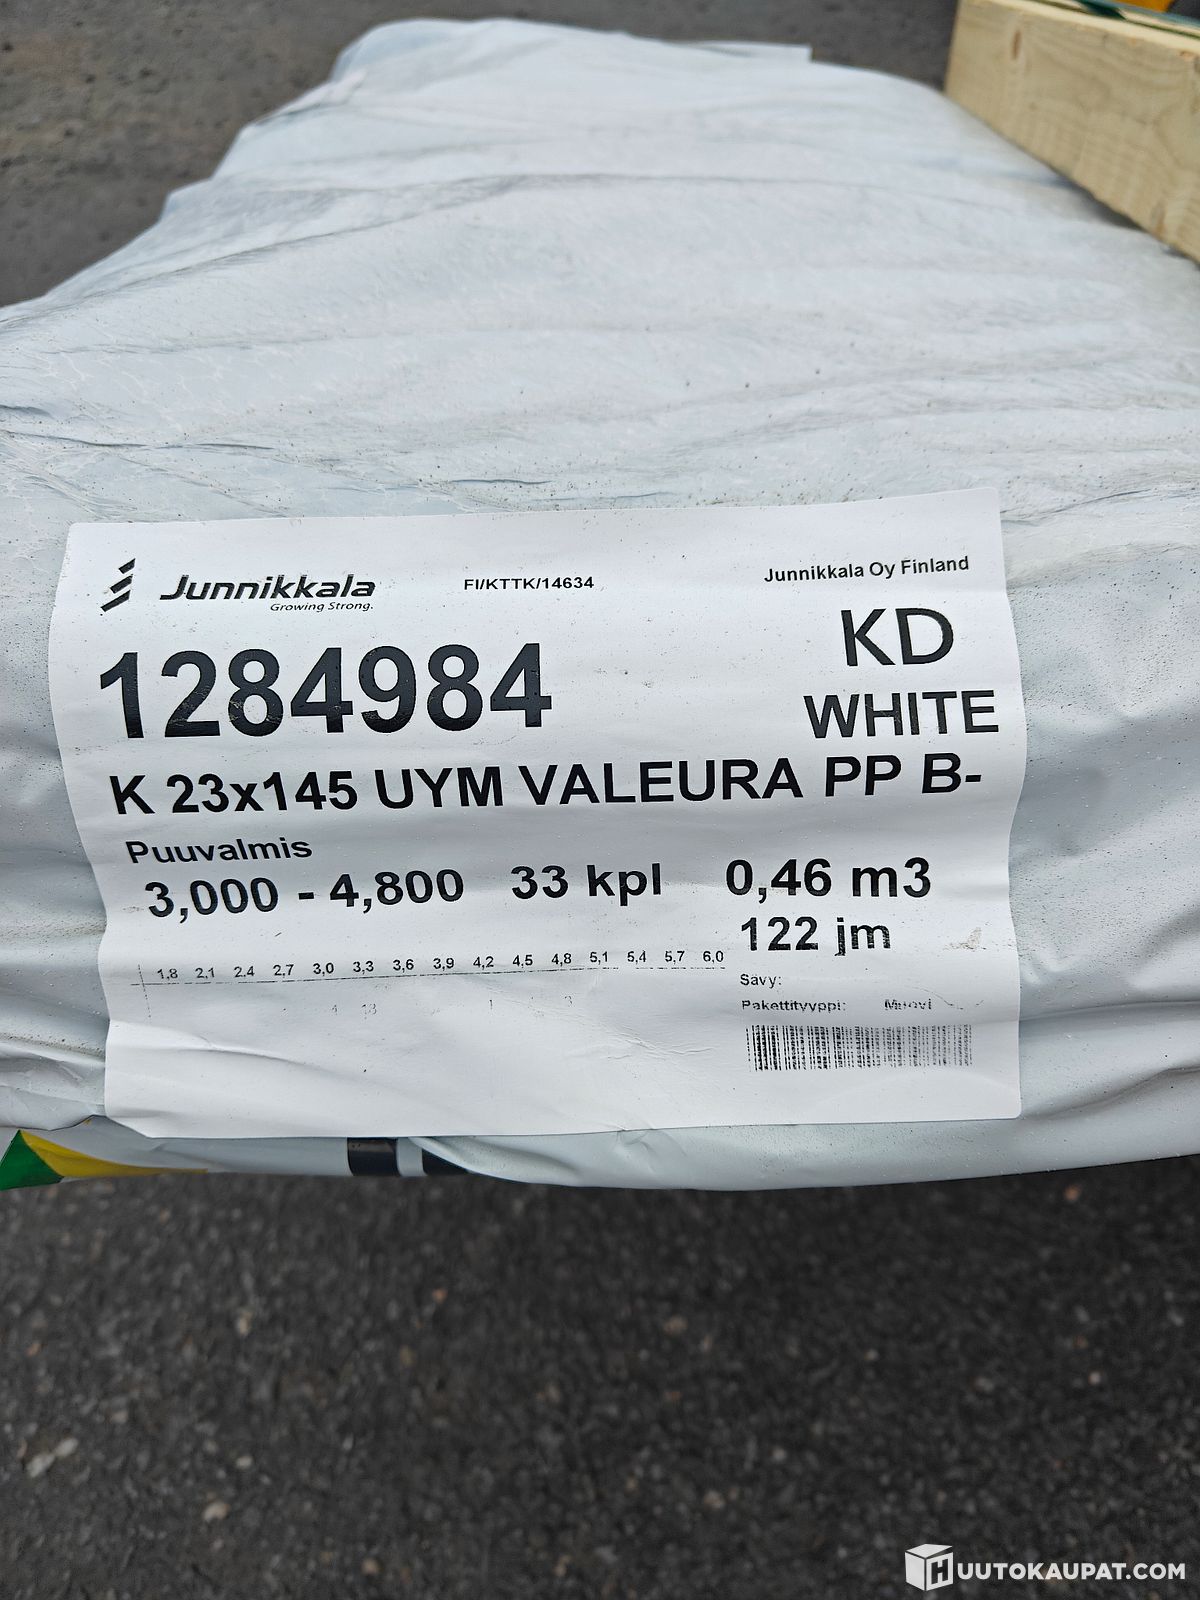 Junnikkala
Growing Strong.
FI/KTTK/14634
Junnikkala Oy Finland
1284984
KD
WHITE
K 23x145 UYM VALEURA PP B-
Puuvalmis
3,000 - 4,800 33 kpl 0,46 m3
122 jm
1,8 2,1 2,4 2,7 3,0 3,3 3,6 3,9 4,2 4,5 4,8 5,1 5,4 5,7 6,0
Sävy:
Pakettityyppi: Muovi
HUUTOKAUPAT.COM